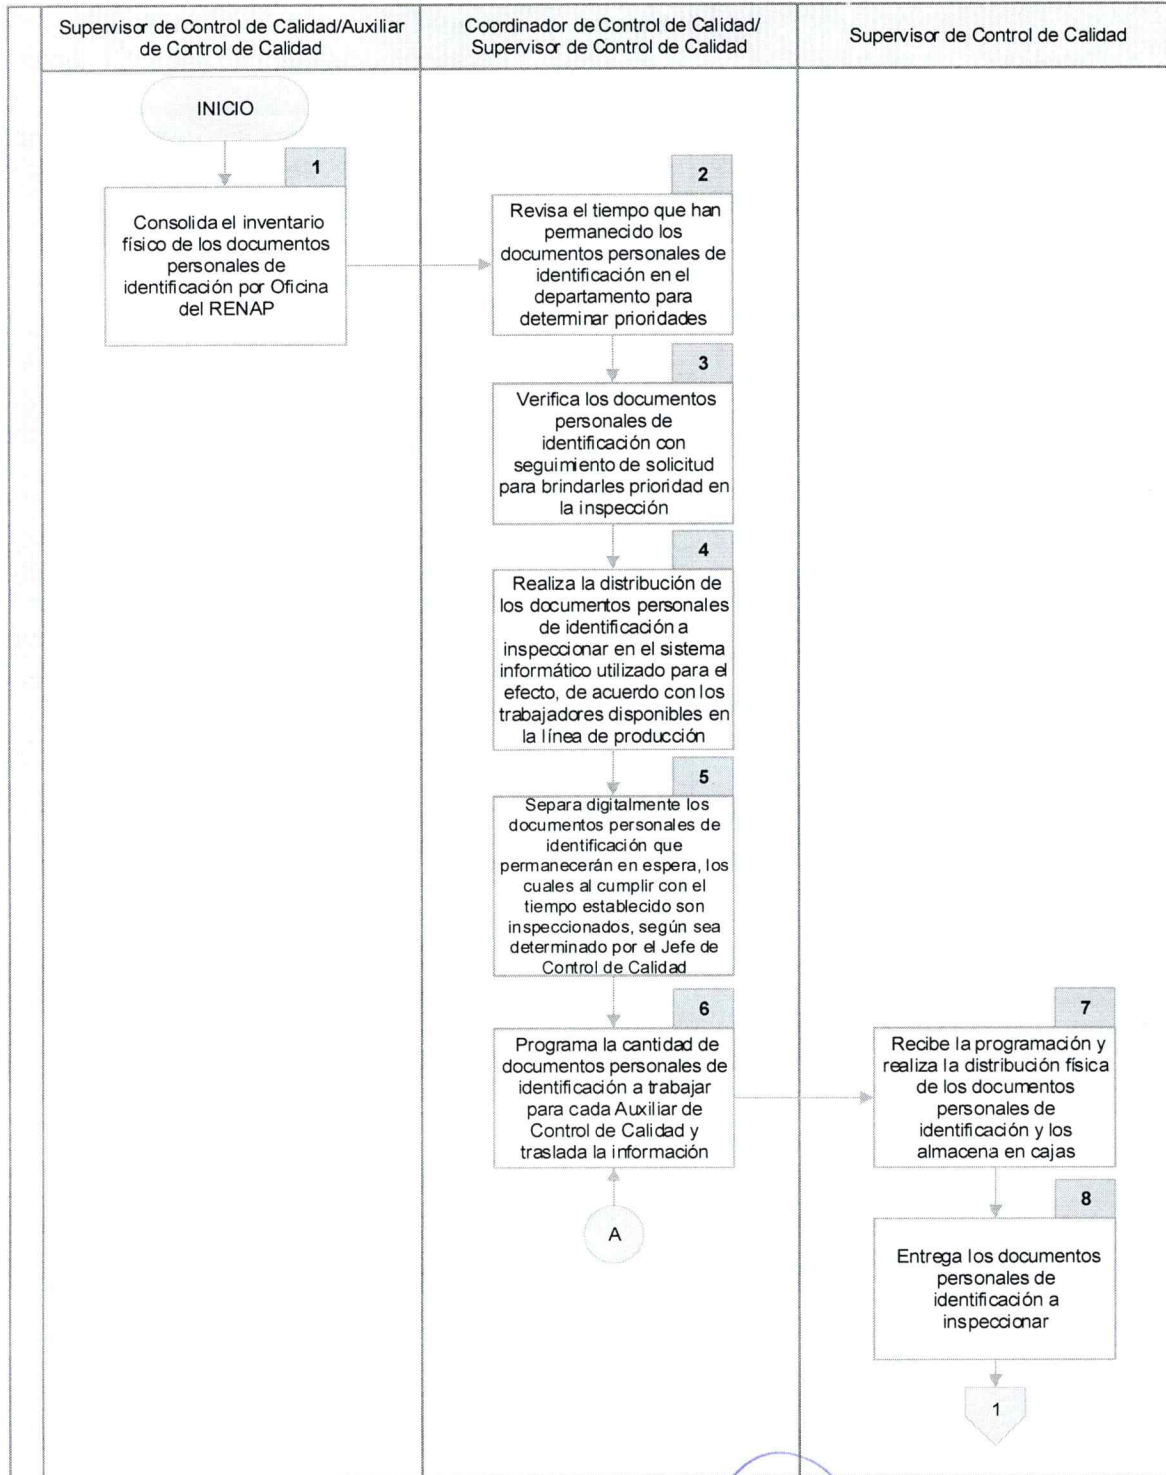 Supervisor de Control de Calidad/Auxiliar
de Control de Calidad
Coordinador de Control de Calidad/
Supervisor de Control de Calidad
Supervisor de Control de Calidad
INICIO
1
Consolida el inventario
físico de los documentos
personales de
identificación por Oficina
del RENAP
2
Revisa el tiempo que han
permanecido los
documentos personales de
identificación en el
departamento para
determinar prioridades
3
Verifica los documentos
personales de
identificación con
seguimiento de solicitud
para brindarles prioridad en
la inspección
4
Realiza la distribución de
los documentos personales
de identificación a
inspeccionar en el sistema
informático utilizado para el
efecto, de acuerdo con los
trabajadores disponibles en
la línea de producción
5
Separa digitalmente los
documentos personales de
identificación que
permanecerán en espera, los
cuales al cumplir con el
tiempo establecido son
inspeccionados, según sea
determinado por el Jefe de
Control de Calidad
6
Programa la cantidad de
documentos personales de
identificación a trabajar
para cada Auxiliar de
Control de Calidad y
traslada la información
A
7
Recibe la programación y
realiza la distribución física
de los documentos
personales de
identificación y los
almacena en cajas
8
Entrega los documentos
personales de
identificación a
inspeccionar
1